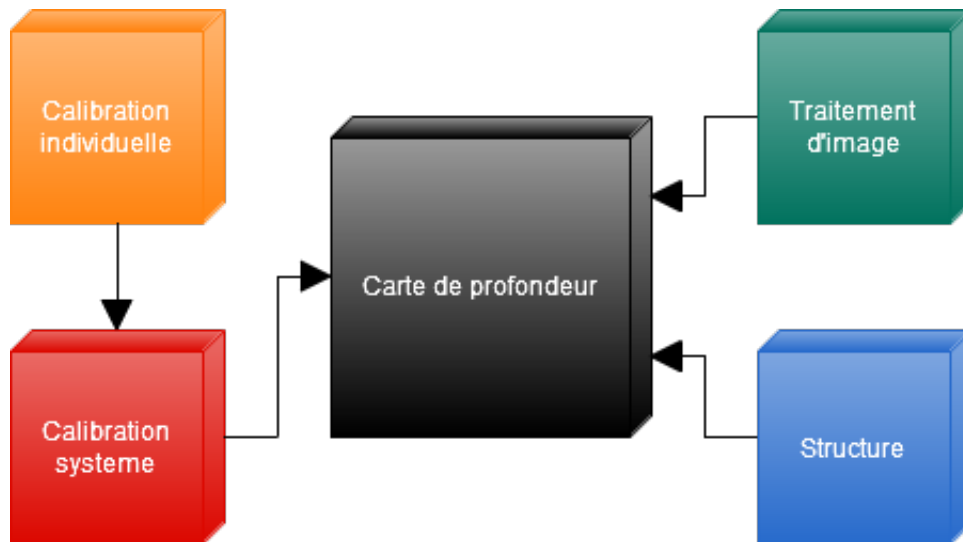 Calibration
individuelle
Traitement
d'image
Carte de profondeur
Calibration
systeme
Structure